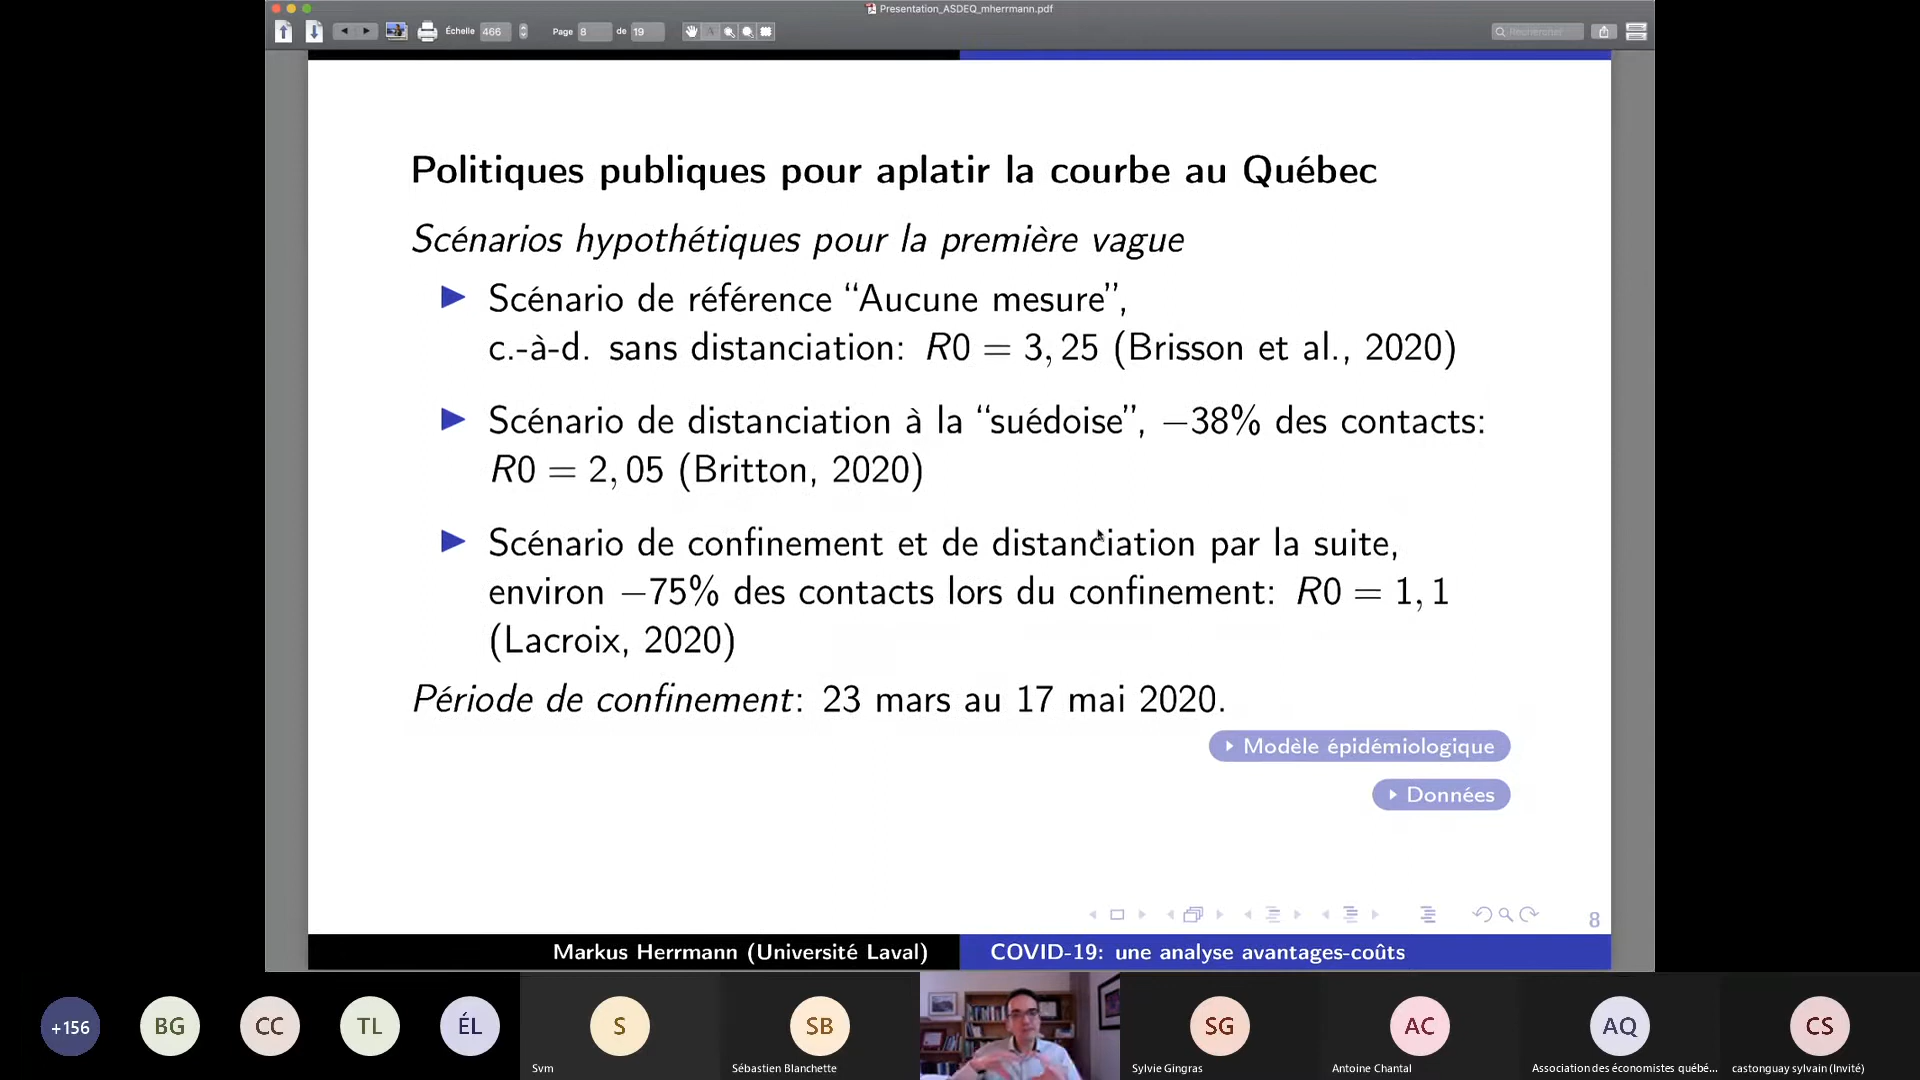 Presentation_ASDEQ_mherrmann.pdf
Échelle 466 Page 8 de 19 Rechercher
Politiques publiques pour aplatir la courbe au Québec
Scénarios hypothétiques pour la première vague
Scénario de référence “Aucune mesure”,
c.-à-d. sans distanciation: R0 = 3, 25 (Brisson et al., 2020)
Scénario de distanciation à la “suédoise”, −38% des contacts:
R0 = 2, 05 (Britton, 2020)
Scénario de confinement et de distanciation par la suite,
environ −75% des contacts lors du confinement: R0 = 1, 1
(Lacroix, 2020)
Période de confinement: 23 mars au 17 mai 2020.
Modèle épidémiologique
Données
8
Markus Herrmann (Université Laval) COVID-19: une analyse avantages-coûts
+156 BG CC TL ÉL S SB SG AC AQ CS
Svm Sébastien Blanchette Sylvie Gingras Antoine Chantal Association des économistes québé... castonguay sylvain (Invité)